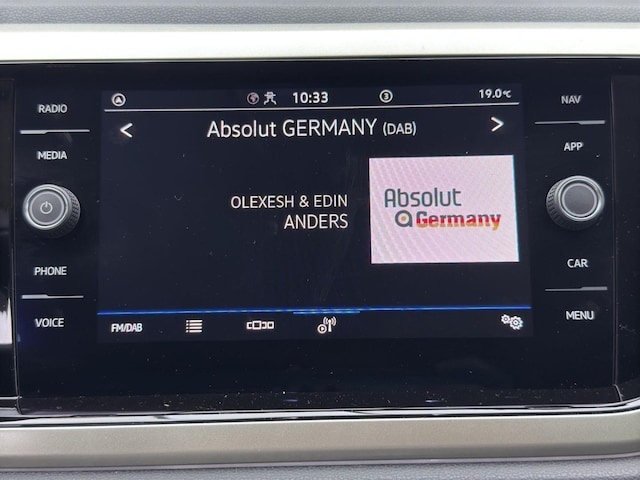 RADIO
MEDIA
PHONE
VOICE
10:33
3
19.0°C
Absolut GERMANY (DAB)
OLEXESH & EDIN
ANDERS
Absolut
Germany
FM/DAB
NAV
APP
CAR
MENU